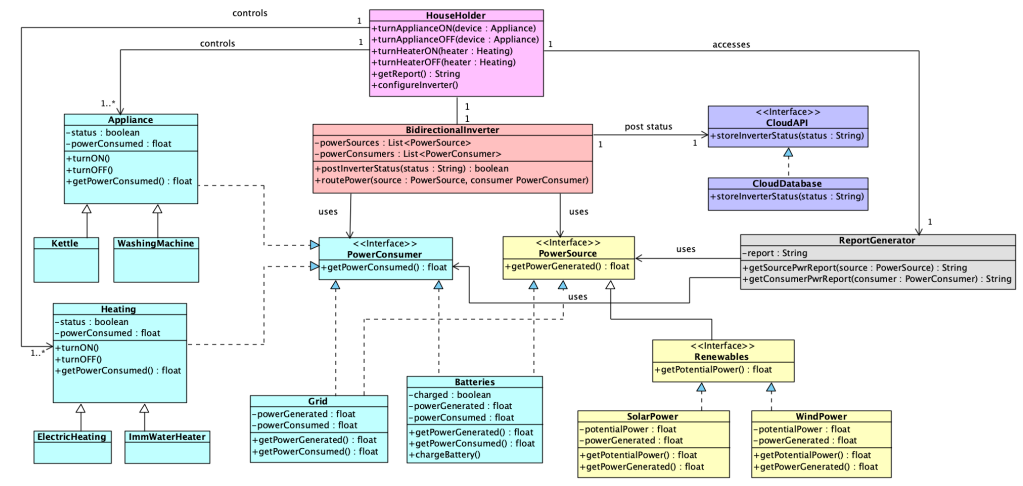 controls
1
HouseHolder
+turnApplianceON(device : Appliance)
+turnApplianceOFF(device : Appliance)
+turnHeaterON(heater : Heating)
+turnHeaterOFF(heater : Heating)
+getReport() : String
+configureInverter()
controls
1
1
accesses
1
1
1..*
Appliance
-status : boolean
-powerConsumed : float
+turnON()
+turnOFF()
+getPowerConsumed() : float
BidirectionalInverter
-powerSources : List<PowerSource>
-powerConsumers : List<PowerConsumer>
+postInverterStatus(status : String) : boolean
+routePower(source : PowerSource, consumer PowerConsumer)
post status
1
1
<<Interface>>
CloudAPI
+storeInverterStatus(status : String)
CloudDatabase
+storeInverterStatus(status : String)
uses
uses
1
Kettle
WashingMachine
<<Interface>>
PowerConsumer
+getPowerConsumed() : float
<<Interface>>
PowerSource
+getPowerGenerated() : float
uses
uses
ReportGenerator
-report : String
+getSourcePwrReport(source : PowerSource) : String
+getConsumerPwrReport(consumer : PowerConsumer) : String
1..*
Heating
-status : boolean
-powerConsumed : float
+turnON()
+turnOFF()
+getPowerConsumed() : float
<<Interface>>
Renewables
+getPotentialPower() : float
ElectricHeating
ImmWaterHeater
Grid
-powerGenerated : float
-powerConsumed : float
+getPowerGenerated() : float
+getPowerConsumed() : float
Batteries
-charged : boolean
-powerGenerated : float
-powerConsumed : float
+getPowerGenerated() : float
+getPowerConsumed() : float
+chargeBattery()
SolarPower
-potentialPower : float
-powerGenerated : float
+getPotentialPower() : float
+getPowerGenerated() : float
WindPower
-potentialPower : float
-powerGenerated : float
+getPotentialPower() : float
+getPowerGenerated() : float